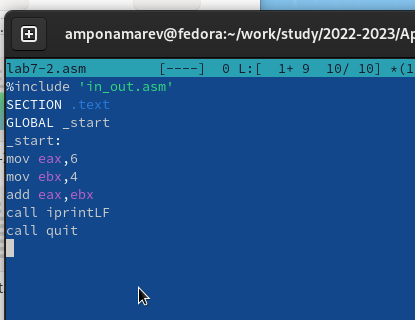 amponamarev@fedora:~/work/study/2022-2023/
lab7-2.asm [----] 0 L:[ 1+ 9 10/ 10] *(1
%include 'in_out.asm'
SECTION .text
GLOBAL _start
_start:
mov eax,6
mov ebx,4
add eax,ebx
call iprintLF
call quit